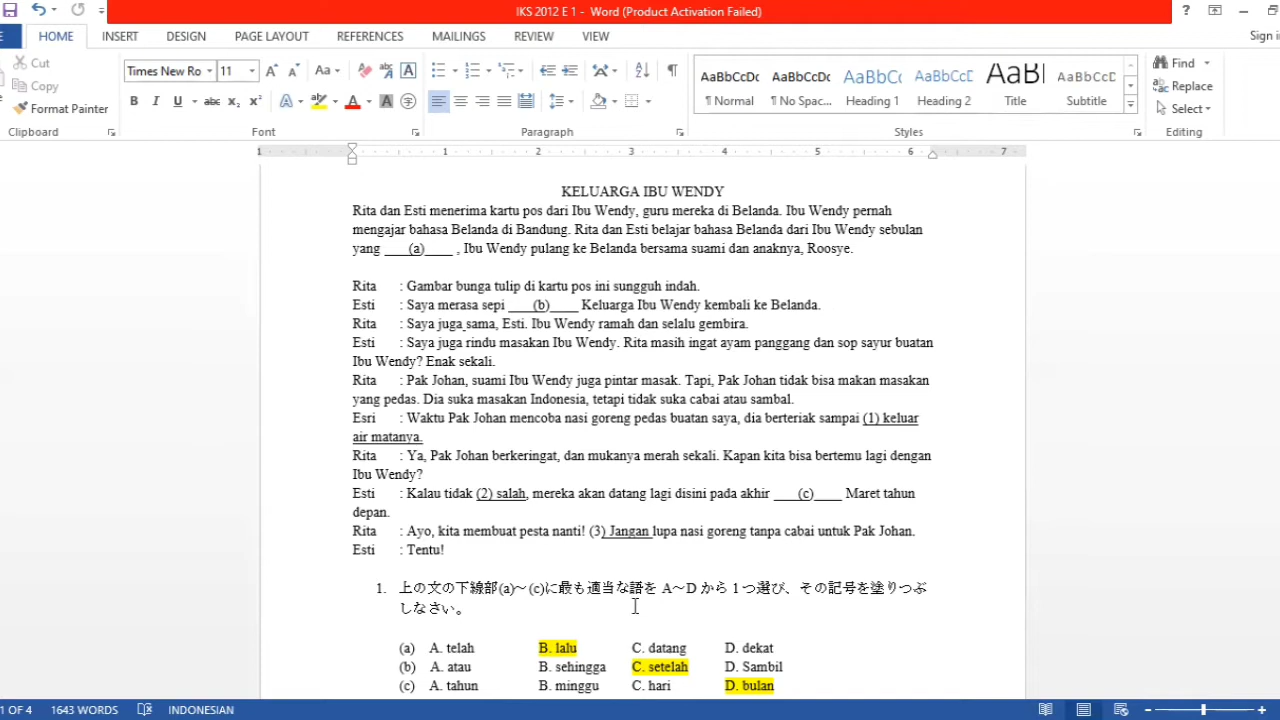 IKS 2012 E 1 - Word (Product Activation Failed)
HOME INSERT DESIGN PAGE LAYOUT REFERENCES MAILINGS REVIEW VIEW Sign in
Cut
Copy
Format Painter
Clipboard
Times New Ro 11
Font
Paragraph
AaBbCcDc AaBbCcDc AaBbCc AaBbCcD AaB AaBbCcD
¶ Normal ¶ No Spac... Heading 1 Heading 2 Title Subtitle
Styles
Find
Replace
Select
Editing
1 1 2 3 4 5 6 7
KELUARGA IBU WENDY
Rita dan Esti menerima kartu pos dari Ibu Wendy, guru mereka di Belanda. Ibu Wendy pernah
mengajar bahasa Belanda di Bandung. Rita dan Esti belajar bahasa Belanda dari Ibu Wendy sebulan
yang ____(a)____ , Ibu Wendy pulang ke Belanda bersama suami dan anaknya, Roosye.
Rita : Gambar bunga tulip di kartu pos ini sungguh indah.
Esti : Saya merasa sepi ____(b)____ Keluarga Ibu Wendy kembali ke Belanda.
Rita : Saya juga sama, Esti. Ibu Wendy ramah dan selalu gembira.
Esti : Saya juga rindu masakan Ibu Wendy. Rita masih ingat ayam panggang dan sop sayur buatan
Ibu Wendy? Enak sekali.
Rita : Pak Johan, suami Ibu Wendy juga pintar masak. Tapi, Pak Johan tidak bisa makan masakan
yang pedas. Dia suka masakan Indonesia, tetapi tidak suka cabai atau sambal.
Esri : Waktu Pak Johan mencoba nasi goreng pedas buatan saya, dia berteriak sampai (1) keluar
air matanya.
Rita : Ya, Pak Johan berkeringat, dan mukanya merah sekali. Kapan kita bisa bertemu lagi dengan
Ibu Wendy?
Esti : Kalau tidak (2) salah, mereka akan datang lagi disini pada akhir ____(c)____ Maret tahun
depan.
Rita : Ayo, kita membuat pesta nanti! (3) Jangan lupa nasi goreng tanpa cabai untuk Pak Johan.
Esti : Tentu!
1. 上の文の下線部(a)～(c)に最も適当な語を A～D から 1 つ選び、その記号を塗りつぶ
しなさい。
(a) A. telah B. lalu C. datang D. dekat
(b) A. atau B. sehingga C. setelah D. Sambil
(c) A. tahun B. minggu C. hari D. bulan
1 OF 4 1643 WORDS INDONESIAN